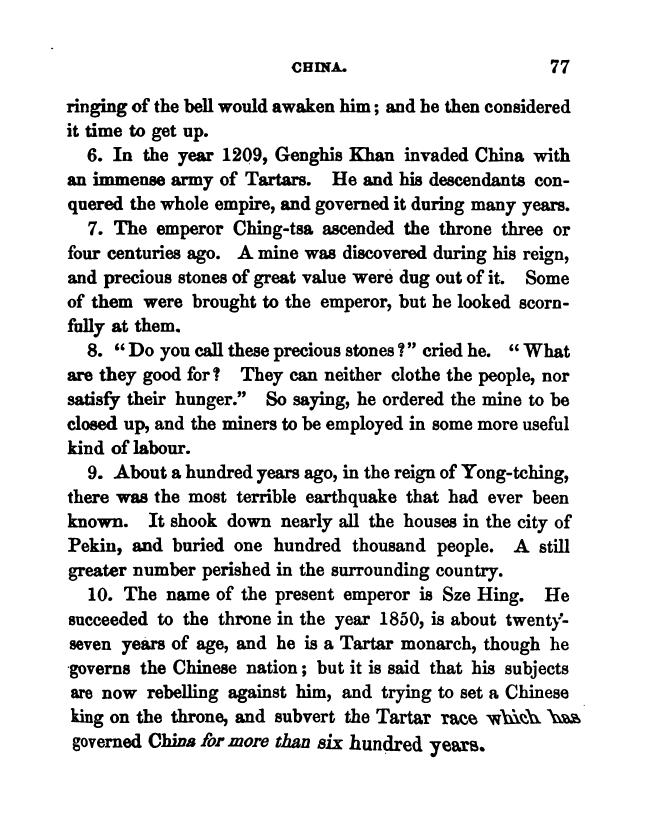 CHINA. 77
ringing of the bell would awaken him; and he then considered
it time to get up.
6. In the year 1209, Genghis Khan invaded China with
an immense army of Tartars. He and his descendants con-
quered the whole empire, and governed it during many years.
7. The emperor Ching-tsa ascended the throne three or
four centuries ago. A mine was discovered during his reign,
and precious stones of great value were dug out of it. Some
of them were brought to the emperor, but he looked scorn-
fully at them.
8. "Do you call these precious stones?" cried he. "What
are they good for? They can neither clothe the people, nor
satisfy their hunger." So saying, he ordered the mine to be
closed up, and the miners to be employed in some more useful
kind of labour.
9. About a hundred years ago, in the reign of Yong-tching,
there was the most terrible earthquake that had ever been
known. It shook down nearly all the houses in the city of
Pekin, and buried one hundred thousand people. A still
greater number perished in the surrounding country.
10. The name of the present emperor is Sze Hing. He
succeeded to the throne in the year 1850, is about twenty-
seven years of age, and he is a Tartar monarch, though he
governs the Chinese nation; but it is said that his subjects
are now rebelling against him, and trying to set a Chinese
king on the throne, and subvert the Tartar race which has
governed China for more than six hundred years.